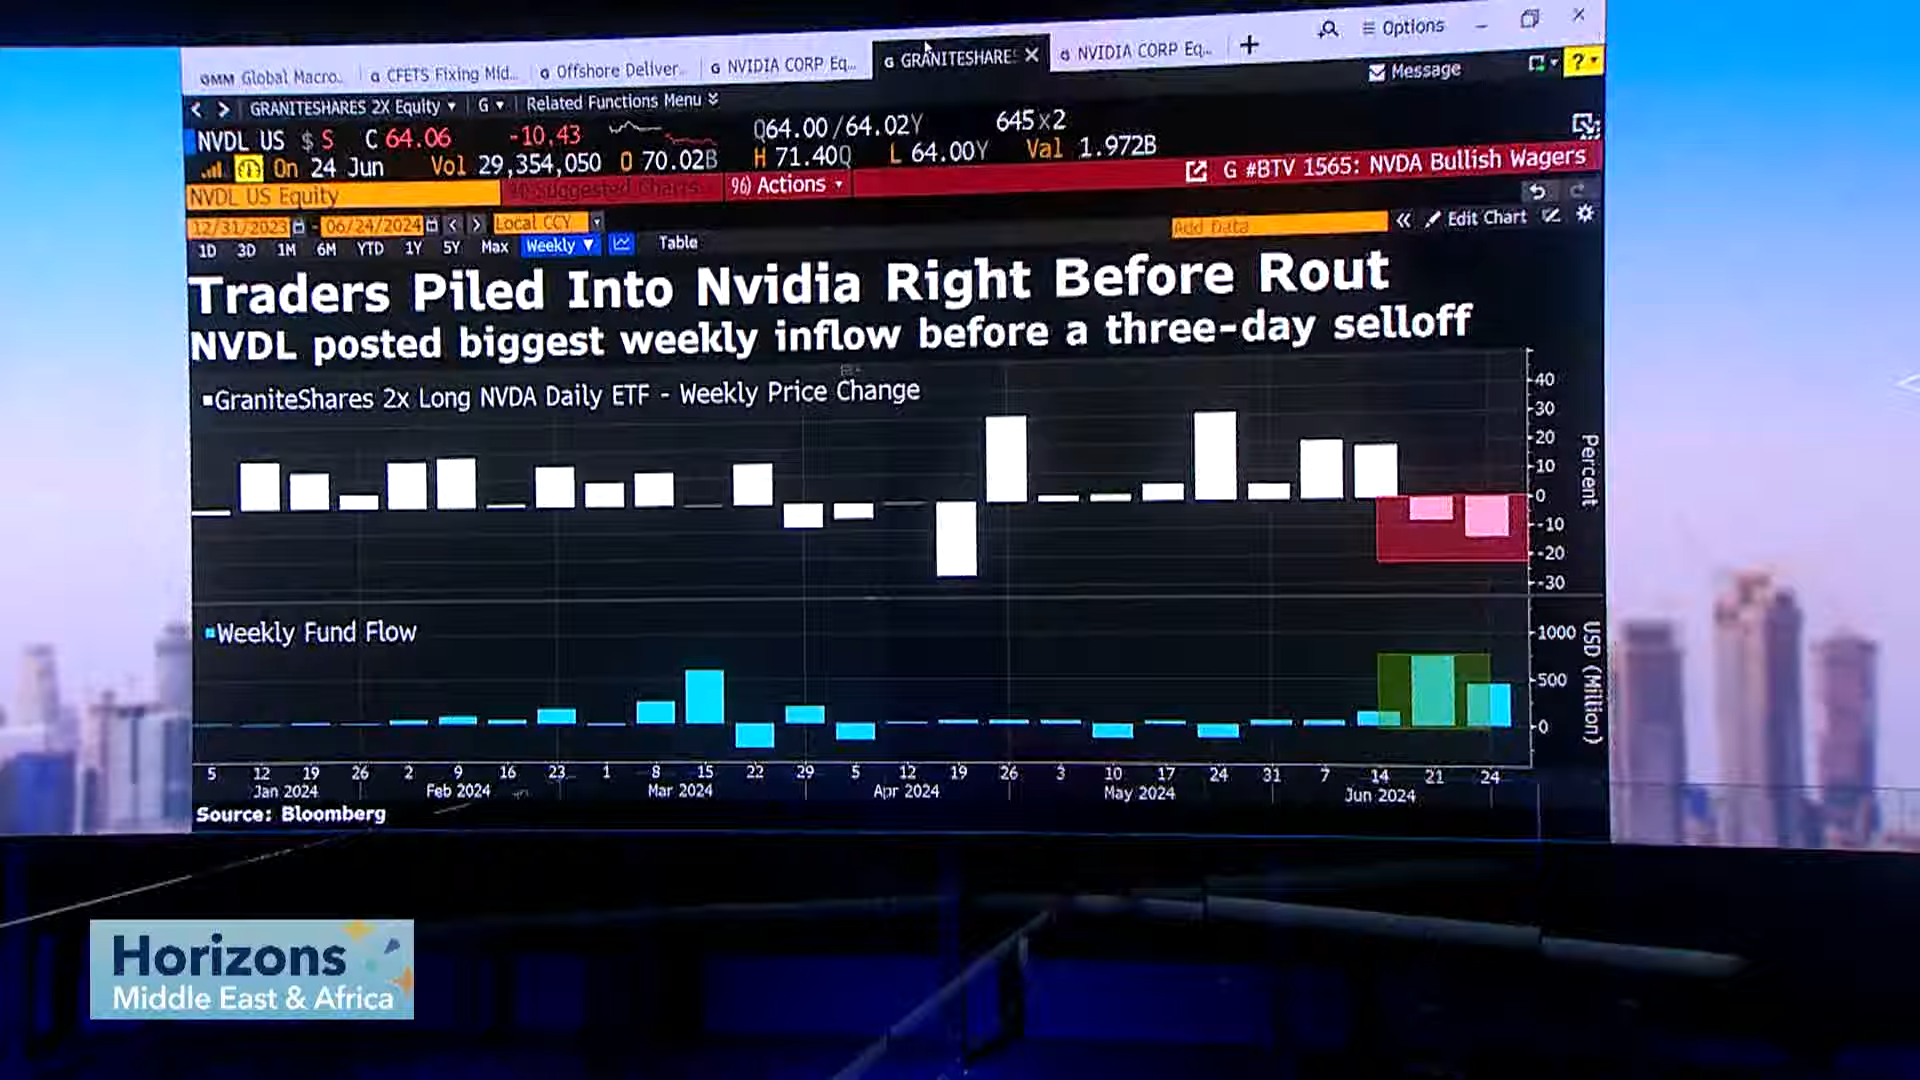 GMM Global Macro... G CFETS Fixing Mid... G Offshore Deliver... G NVIDIA CORP Eq... G GRANITESHARES G NVIDIA CORP Eq... Options
GRANITESHARES 2X Equity G Related Functions Menu Message ?
NVDL US $ S C 64.06 -10.43 Q64.00/64.02Y 645x2
On 24 Jun Vol 29,354,050 O 70.02B H 71.40Q L 64.00Y Val 1.972B
NVDL US Equity 96) Actions G #BTV 1565: NVDA Bullish Wagers
12/31/2023 - 06/24/2024 Local CCY Add Data Edit Chart
1D 3D 1M 6M YTD 1Y 5Y Max Weekly Table
Traders Piled Into Nvidia Right Before Rout
NVDL posted biggest weekly inflow before a three-day selloff
GraniteShares 2x Long NVDA Daily ETF - Weekly Price Change
40
30
20
10
0
-10
-20
-30
Percent
Weekly Fund Flow
1000
500
0
USD (Million)
5 12 19 26 2 9 16 23 1 8 15 22 29 5 12 19 26 3 10 17 24 31 7 14 21 24
Jan 2024 Feb 2024 Mar 2024 Apr 2024 May 2024 Jun 2024
Source: Bloomberg
Horizons
Middle East & Africa